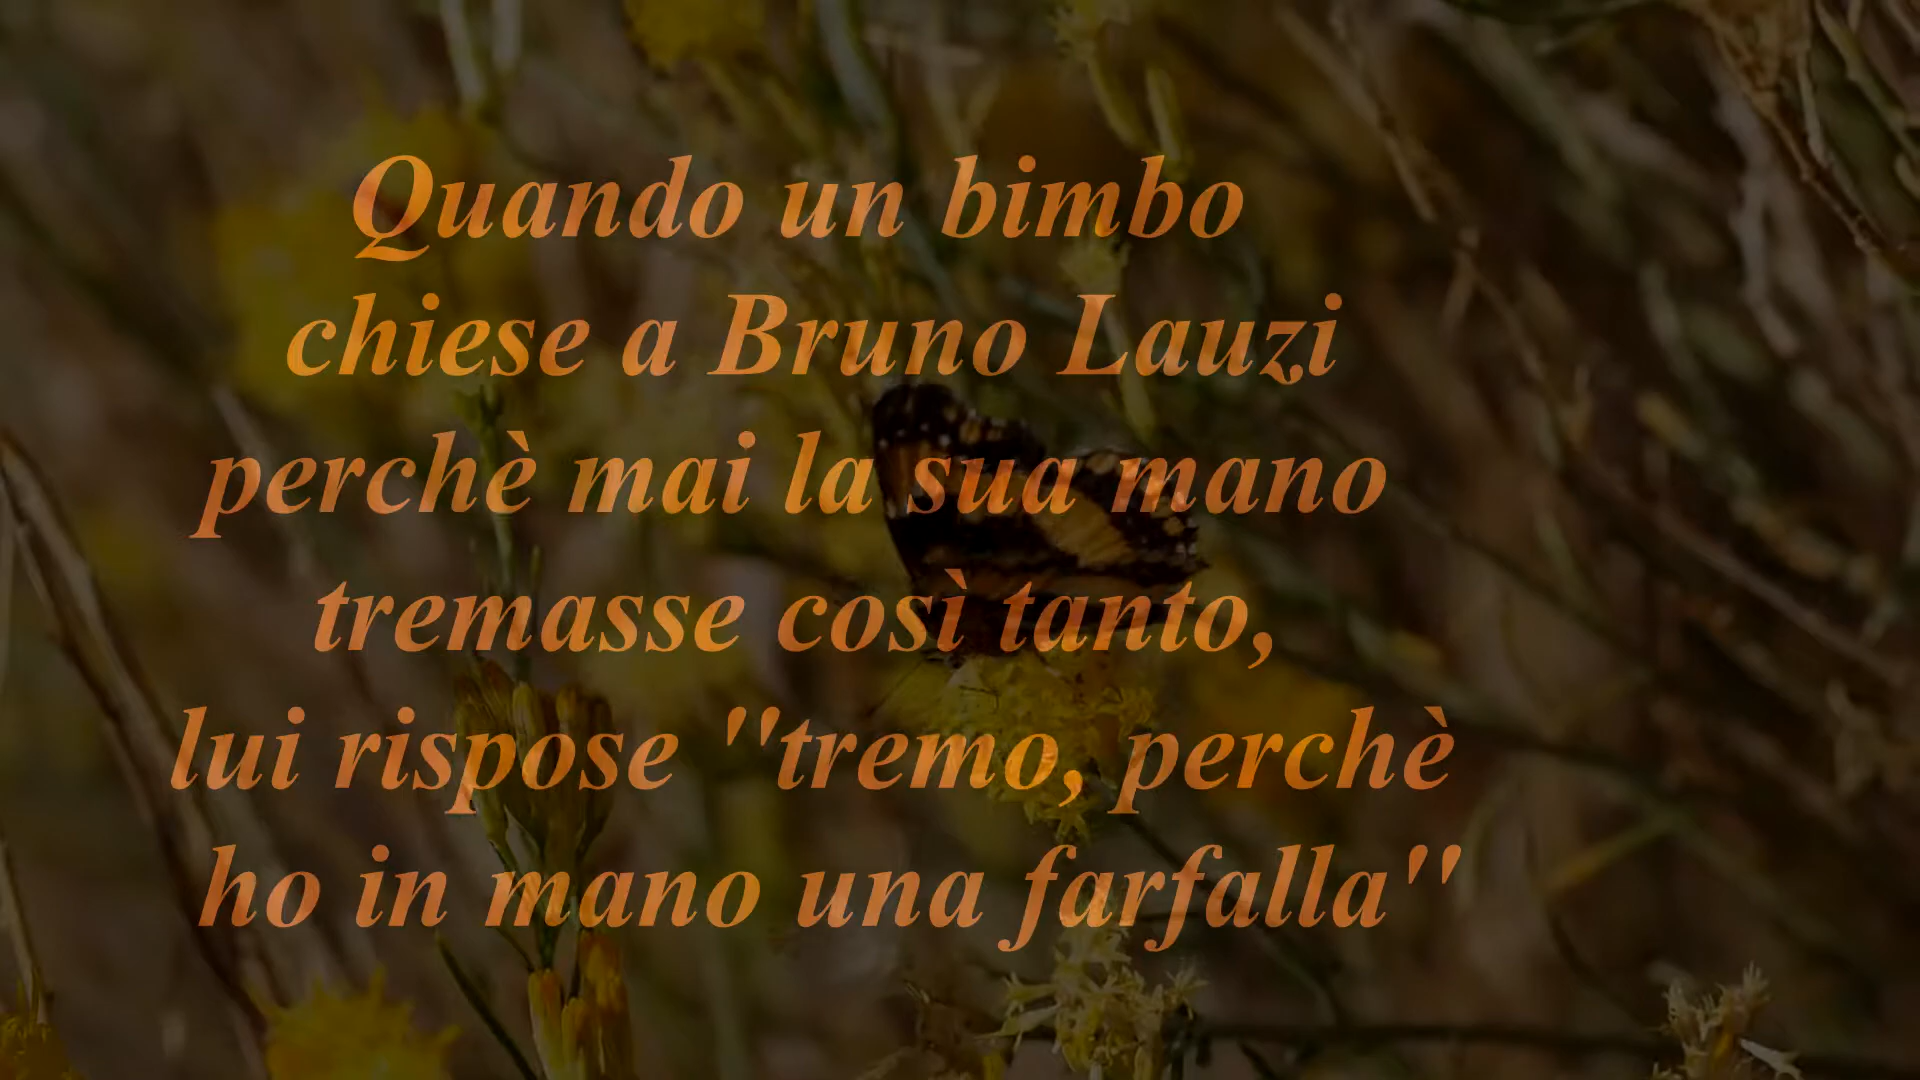 Quando un bimbo
chiese a Bruno Lauzi
perchè mai la sua mano
tremasse così tanto,
lui rispose "tremo, perchè
ho in mano una farfalla"